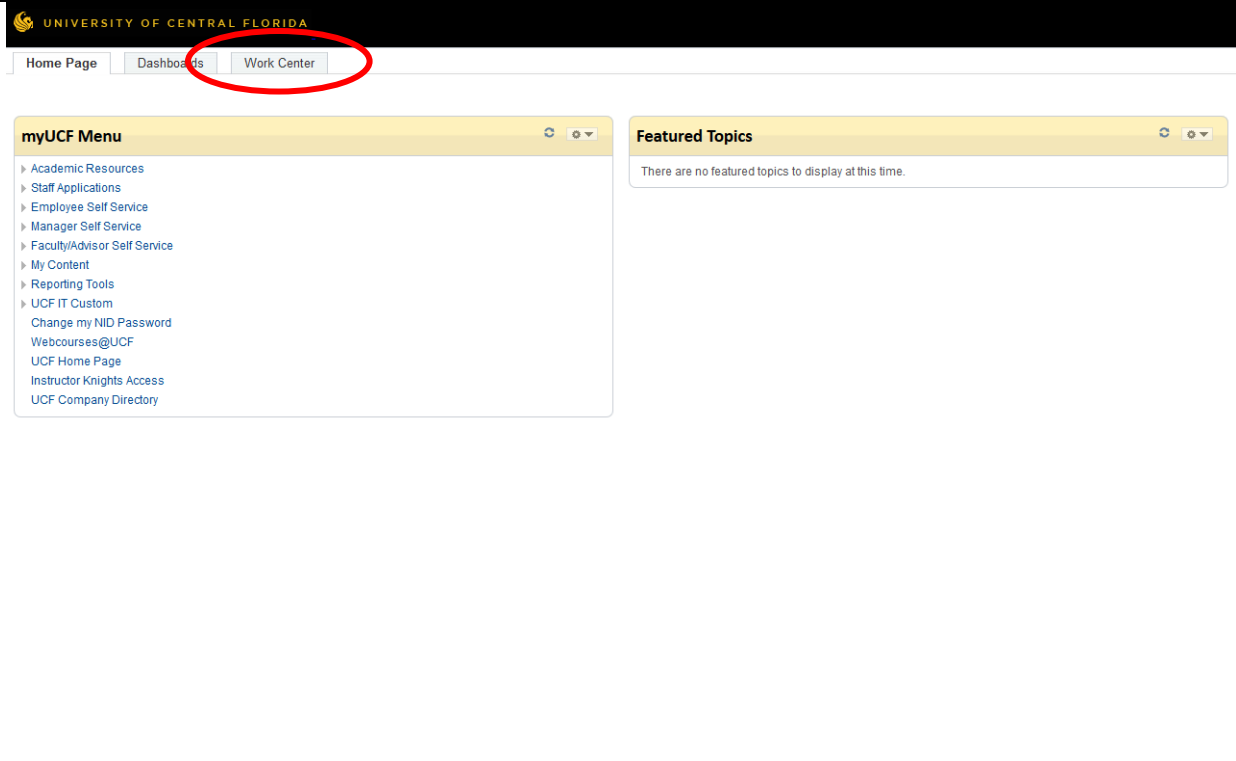 UNIVERSITY OF CENTRAL FLORIDA
Home Page Dashboards Work Center
myUCF Menu
Academic Resources
Staff Applications
Employee Self Service
Manager Self Service
Faculty/Advisor Self Service
My Content
Reporting Tools
UCF IT Custom
Change my NID Password
Webcourses@UCF
UCF Home Page
Instructor Knights Access
UCF Company Directory
Featured Topics
There are no featured topics to display at this time.